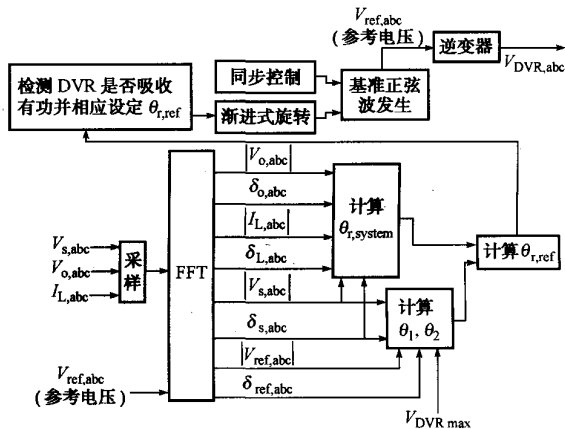 V_ref,abc
(参考电压)
逆变器
V_DVR,abc
检测 DVR 是否吸收
有功并相应设定 θ_r,ref
同步控制
渐进式旋转
基准正弦
波发生
|V_o,abc|
δ_o,abc
|I_L,abc|
δ_L,abc
|V_s,abc|
δ_s,abc
|V_ref,abc|
δ_ref,abc
计算
θ_r,system
计算θ_r,ref
V_s,abc
V_o,abc
I_L,abc
采样
FFT
计算
θ_1, θ_2
V_ref,abc
(参考电压)
V_DVR max